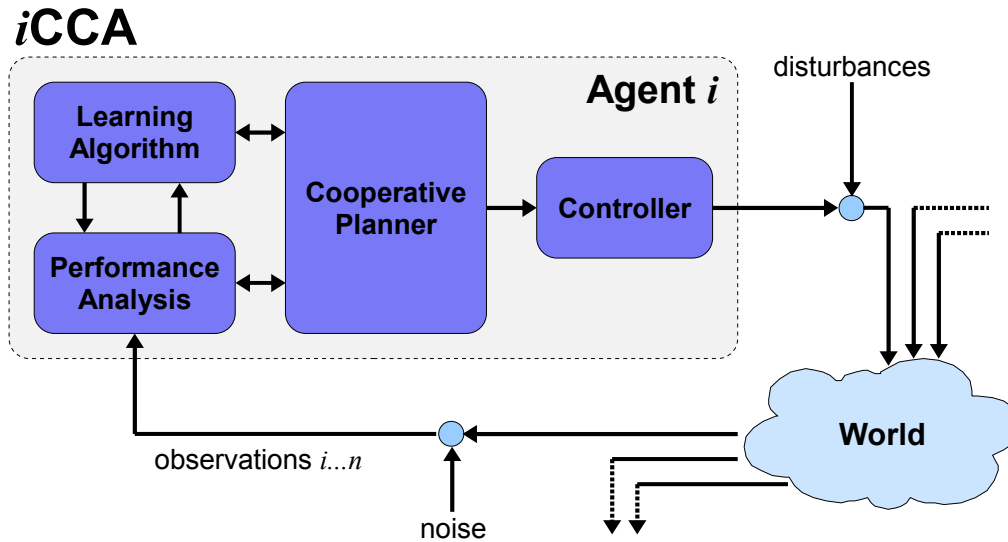 iCCA
Agent i
disturbances
Learning
Algorithm
Cooperative
Planner
Controller
Performance
Analysis
World
observations i...n
noise